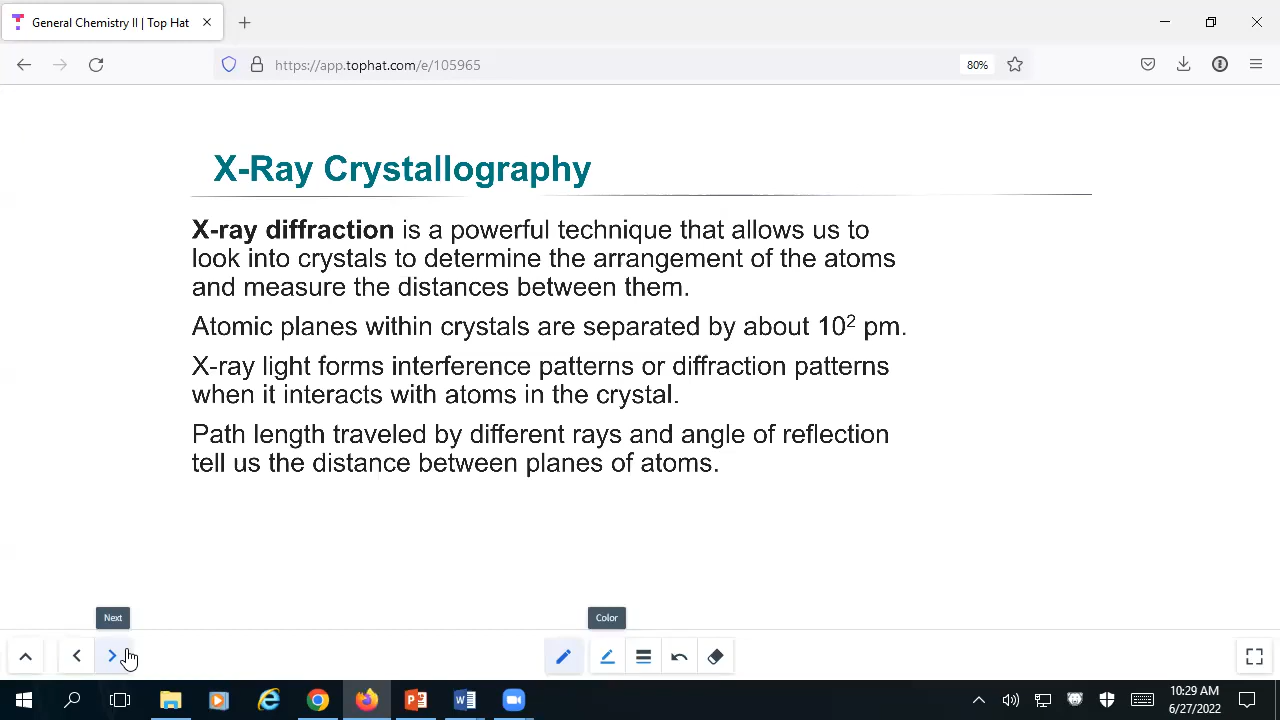 General Chemistry II | Top Hat
https://app.tophat.com/e/105965
80%
X-Ray Crystallography
X-ray diffraction is a powerful technique that allows us to
look into crystals to determine the arrangement of the atoms
and measure the distances between them.
Atomic planes within crystals are separated by about 10² pm.
X-ray light forms interference patterns or diffraction patterns
when it interacts with atoms in the crystal.
Path length traveled by different rays and angle of reflection
tell us the distance between planes of atoms.
Next
Color
10:29 AM
6/27/2022